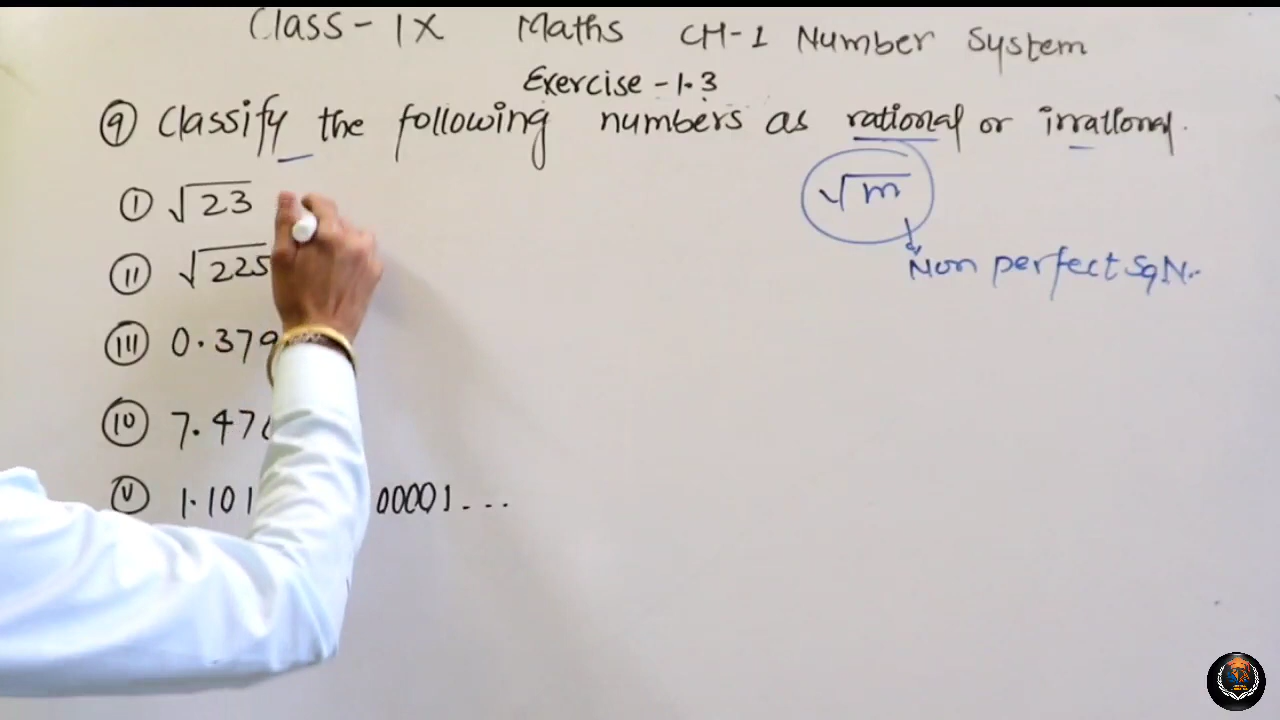 Class - IX Maths CH-1 Number System
Exercise - 1.3
9 Classify the following numbers as rational or irrational.
√m
Non perfect Sq N.
i √23
ii √225
iii 0.379
iv 7.47
v 1.101 00001...